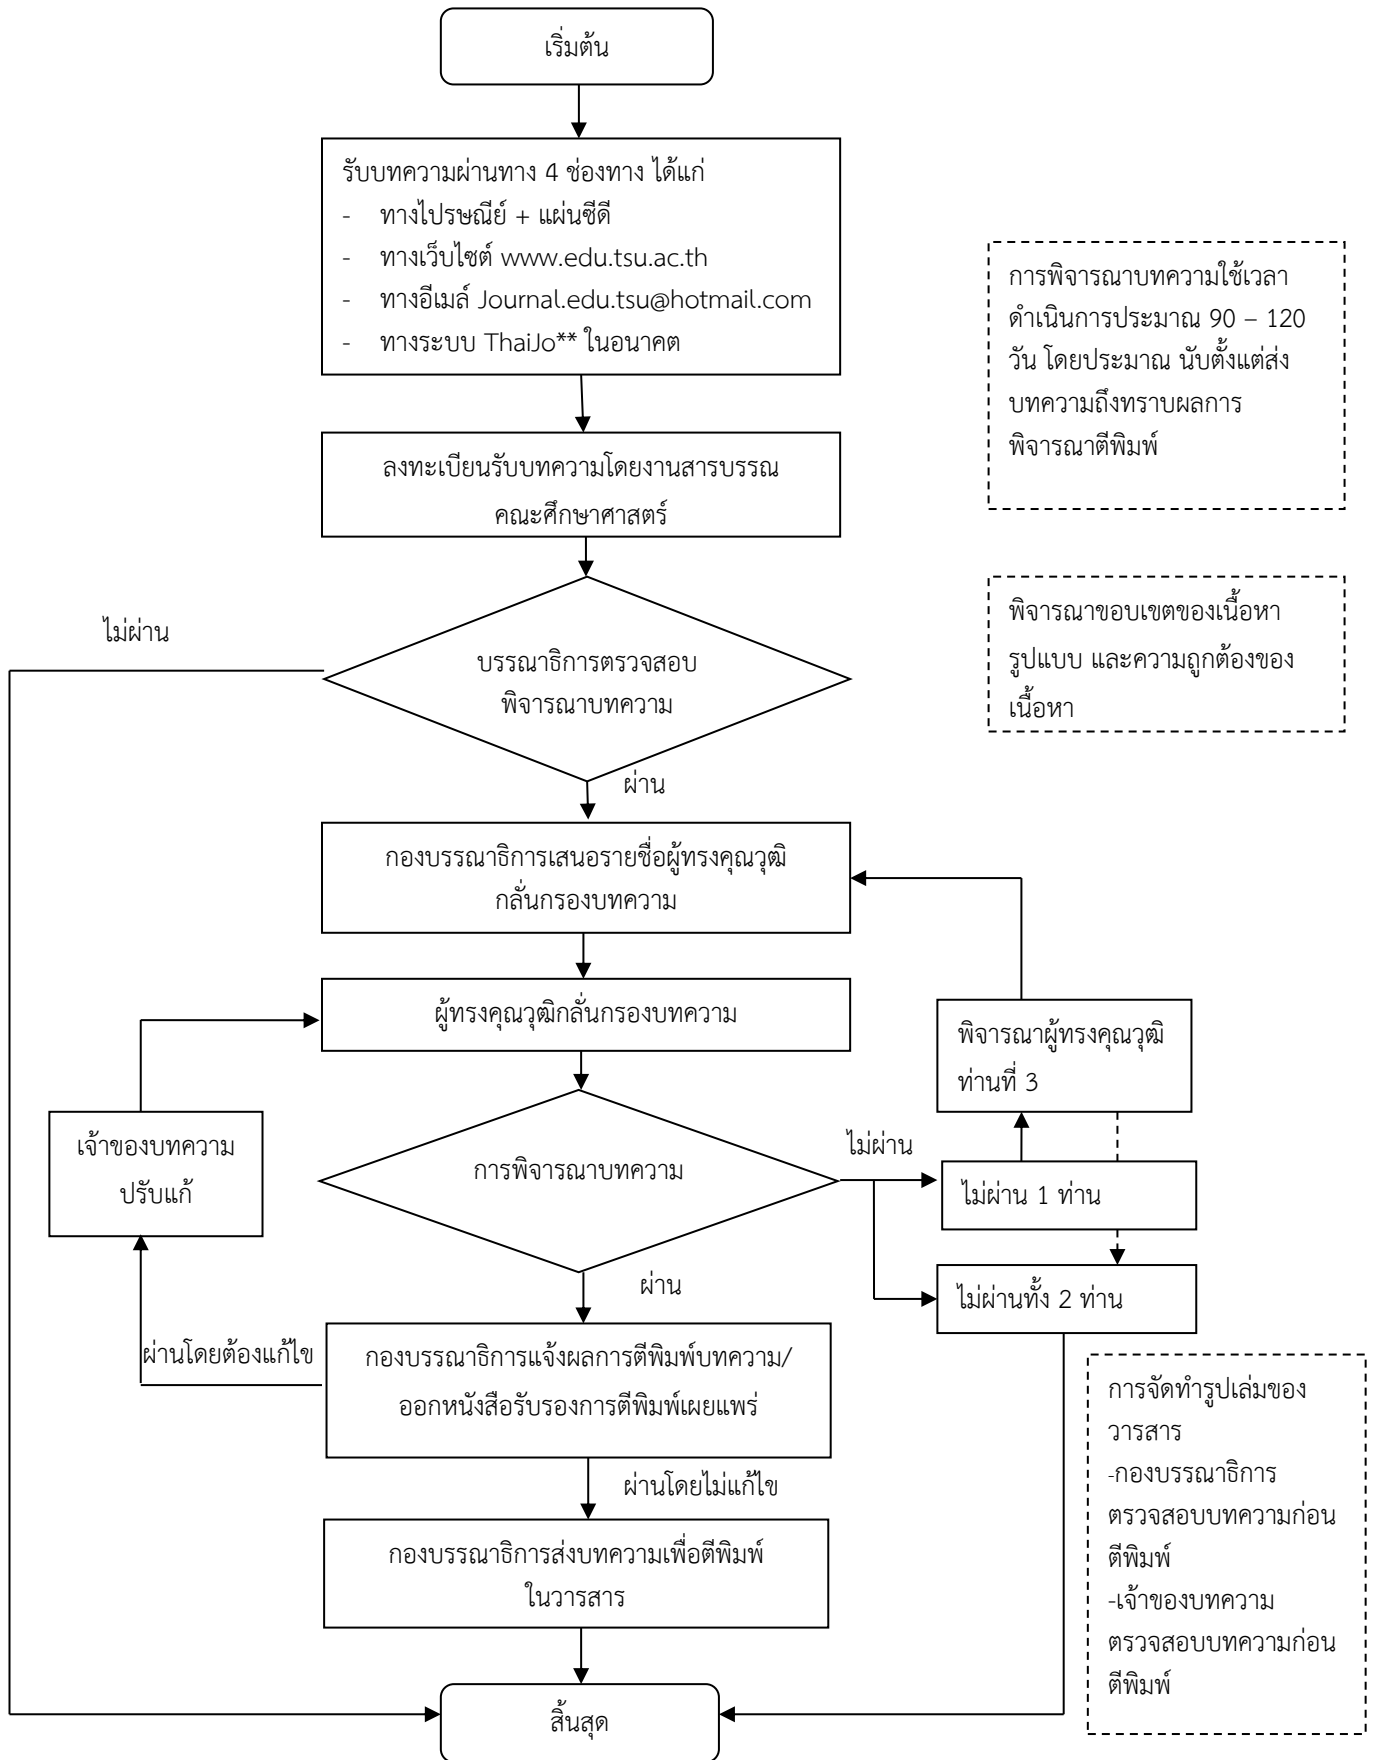 เริ่มต้น
รับบทความผ่านทาง 4 ช่องทาง ได้แก่
- ทางไปรษณีย์ + แผ่นซีดี
- ทางเว็บไซต์ www.edu.tsu.ac.th
- ทางอีเมล์ Journal.edu.tsu@hotmail.com
- ทางระบบ ThaiJo** ในอนาคต
การพิจารณาบทความใช้เวลา
ดำเนินการประมาณ 90 – 120
วัน โดยประมาณ นับตั้งแต่ส่ง
บทความถึงทราบผลการ
พิจารณาตีพิมพ์
ลงทะเบียนรับบทความโดยงานสารบรรณ
คณะศึกษาศาสตร์
พิจารณาขอบเขตของเนื้อหา
รูปแบบ และความถูกต้องของ
เนื้อหา
ไม่ผ่าน
บรรณาธิการตรวจสอบ
พิจารณาบทความ
ผ่าน
กองบรรณาธิการเสนอรายชื่อผู้ทรงคุณวุฒิ
กลั่นกรองบทความ
ผู้ทรงคุณวุฒิกลั่นกรองบทความ
พิจารณาผู้ทรงคุณวุฒิ
ท่านที่ 3
เจ้าของบทความ
ปรับแก้
การพิจารณาบทความ
ไม่ผ่าน
ไม่ผ่าน 1 ท่าน
ผ่าน
ไม่ผ่านทั้ง 2 ท่าน
ผ่านโดยต้องแก้ไข
กองบรรณาธิการแจ้งผลการตีพิมพ์บทความ/
ออกหนังสือรับรองการตีพิมพ์เผยแพร่
การจัดทำรูปเล่มของ
วารสาร
-กองบรรณาธิการ
ตรวจสอบบทความก่อน
ตีพิมพ์
-เจ้าของบทความ
ตรวจสอบบทความก่อน
ตีพิมพ์
ผ่านโดยไม่แก้ไข
กองบรรณาธิการส่งบทความเพื่อตีพิมพ์
ในวารสาร
สิ้นสุด